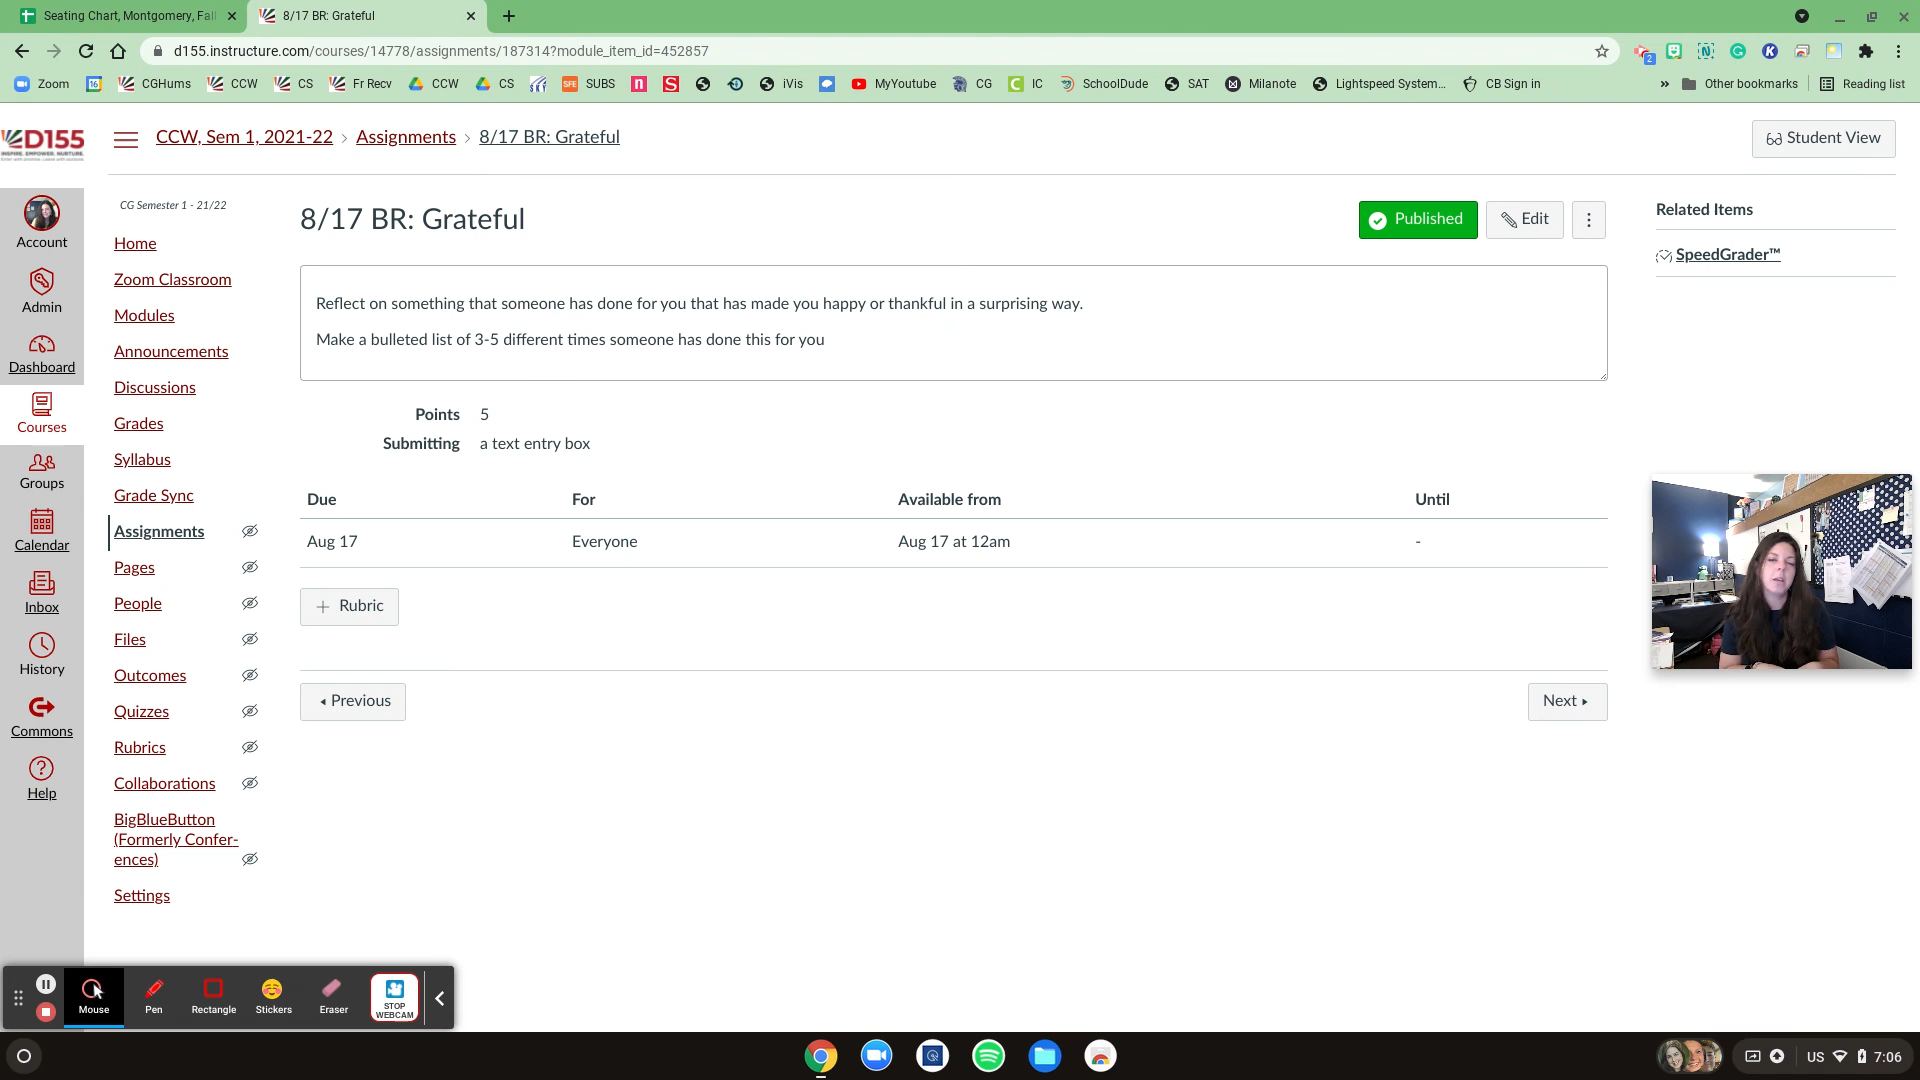 Seating Chart, Montgomery, Fall
8/17 BR: Grateful
d155.instructure.com/courses/14778/assignments/187314?module_item_id=452857
2
Zoom
16
CGHums
CCW
CS
Fr Recv
CCW
CS
SFE SUBS
n
S
iVis
MyYoutube
CG
IC
SchoolDude
SAT
Milanote
Lightspeed System...
CB Sign in
» Other bookmarks
Reading list
D155
INSPIRE. EMPOWER. NURTURE.
CCW, Sem 1, 2021-22 › Assignments › 8/17 BR: Grateful
Student View
Account
Admin
Dashboard
Courses
Groups
Calendar
Inbox
History
Commons
Help
CG Semester 1 - 21/22
Home
Zoom Classroom
Modules
Announcements
Discussions
Grades
Syllabus
Grade Sync
Assignments
Pages
People
Files
Outcomes
Quizzes
Rubrics
Collaborations
BigBlueButton
(Formerly Confer-
ences)
Settings
8/17 BR: Grateful
Published
Edit
Reflect on something that someone has done for you that has made you happy or thankful in a surprising way.
Make a bulleted list of 3-5 different times someone has done this for you
Points 5
Submitting a text entry box
Due For Available from Until
Aug 17 Everyone Aug 17 at 12am -
+ Rubric
Previous
Next
Related Items
SpeedGrader™
Mouse
Pen
Rectangle
Stickers
Eraser
STOP
WEBCAM
US
7:06